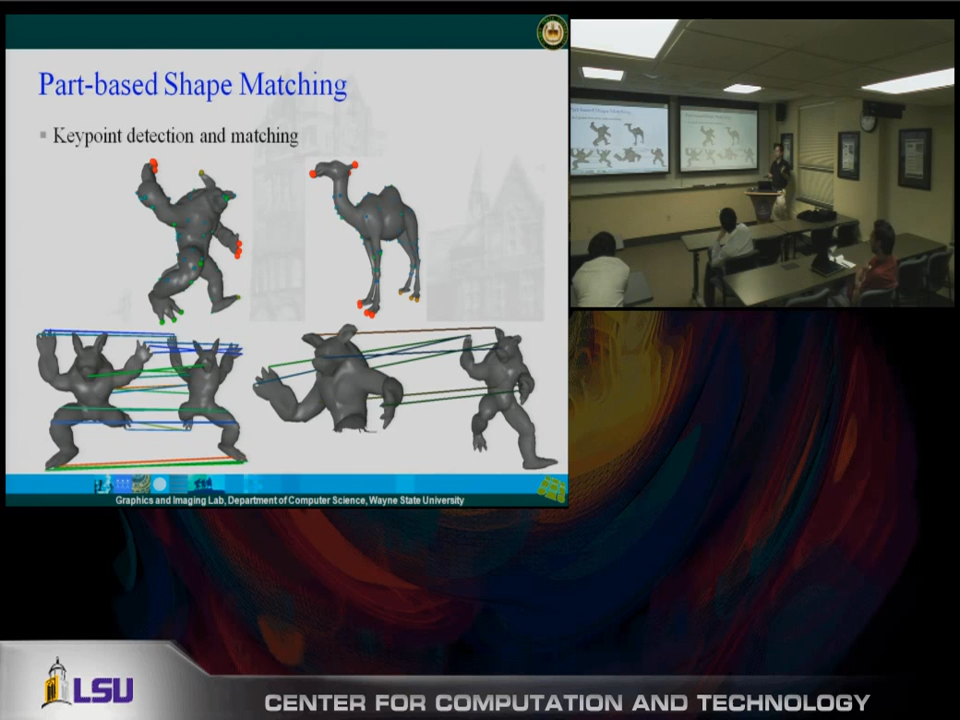 Part-based Shape Matching
Keypoint detection and matching
Graphics and Imaging Lab, Department of Computer Science, Wayne State University
LSU
CENTER FOR COMPUTATION AND TECHNOLOGY